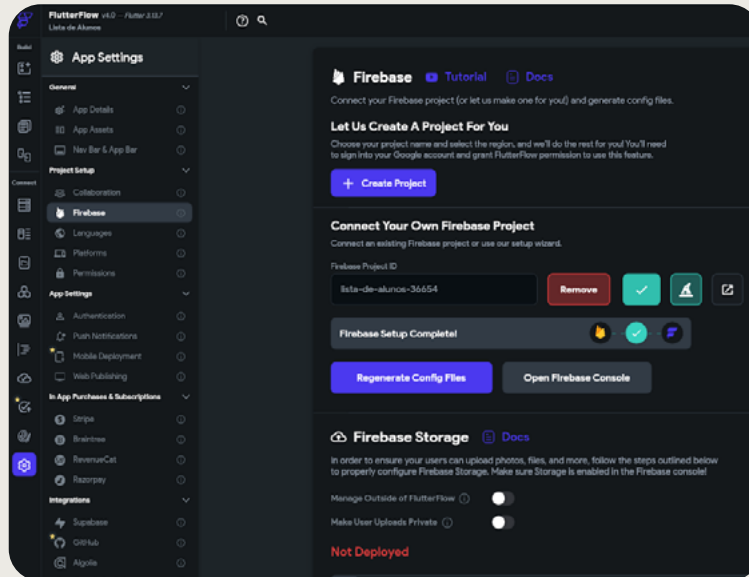 FlutterFlow v4.0 – Flutter 3.13.7
Lista de Alunos
Build
Connect
App Settings
General
App Details
App Assets
Nav Bar & App Bar
Project Setup
Collaboration
Firebase
Languages
Platforms
Permissions
App Settings
Authentication
Push Notifications
Mobile Deployment
Web Publishing
In App Purchases & Subscriptions
Stripe
Braintree
RevenueCat
Razorpay
Integrations
Supabase
GitHub
Algolia
Firebase Tutorial Docs
Connect your Firebase project (or let us make one for you!) and generate config files.
Let Us Create A Project For You
Choose your project name and select the region, and we'll do the rest for you! You'll need
to sign into your Google account and grant FlutterFlow permission to use this feature.
+ Create Project
Connect Your Own Firebase Project
Connect an existing Firebase project or use our setup wizard.
Firebase Project ID
lista-de-alunos-36654 Remove
Firebase Setup Complete!
Regenerate Config Files Open Firebase Console
Firebase Storage Docs
In order to ensure your users can upload photos, files, and more, follow the steps outlined below
to properly configure Firebase Storage. Make sure Storage is enabled in the Firebase console!
Manage Outside of FlutterFlow
Make User Uploads Private
Not Deployed